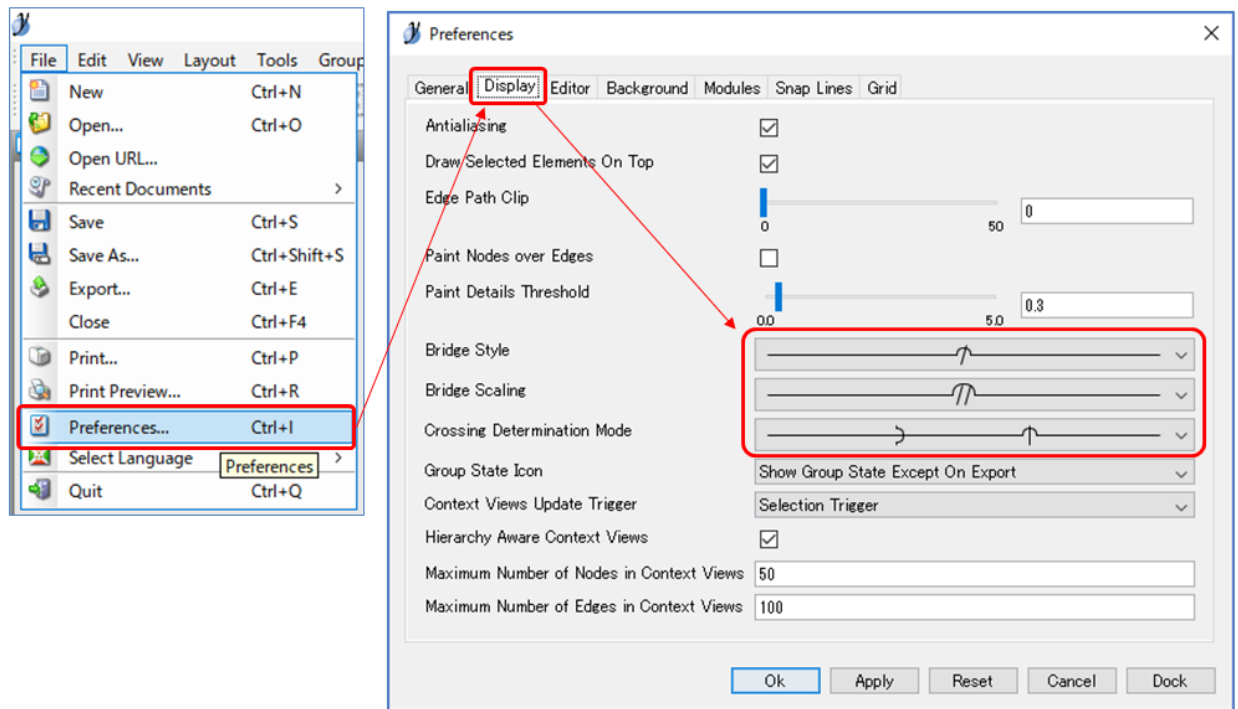 File Edit View Layout Tools Group
New Ctrl+N
Open... Ctrl+O
Open URL...
Recent Documents
Save Ctrl+S
Save As... Ctrl+Shift+S
Export... Ctrl+E
Close Ctrl+F4
Print... Ctrl+P
Print Preview... Ctrl+R
Preferences... Ctrl+I
Select Language
Preferences
Quit Ctrl+Q
Preferences
General Display Editor Background Modules Snap Lines Grid
Antialiasing
Draw Selected Elements On Top
Edge Path Clip
0 50 0
Paint Nodes over Edges
Paint Details Threshold
0.0 5.0 0.3
Bridge Style
Bridge Scaling
Crossing Determination Mode
Group State Icon Show Group State Except On Export
Context Views Update Trigger Selection Trigger
Hierarchy Aware Context Views
Maximum Number of Nodes in Context Views 50
Maximum Number of Edges in Context Views 100
Ok Apply Reset Cancel Dock